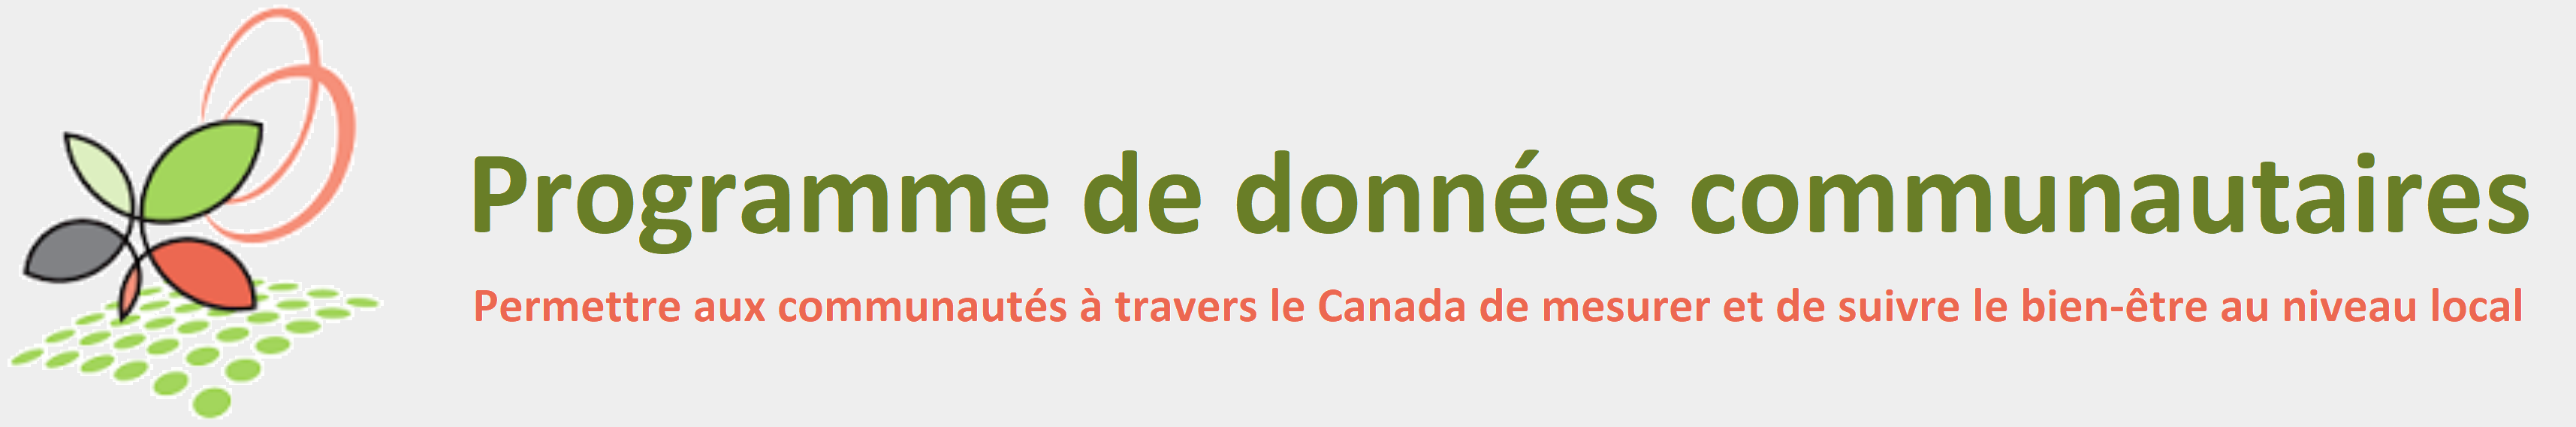 Programme de données communautaires
Permettre aux communautés à travers le Canada de mesurer et de suivre le bien-être au niveau local